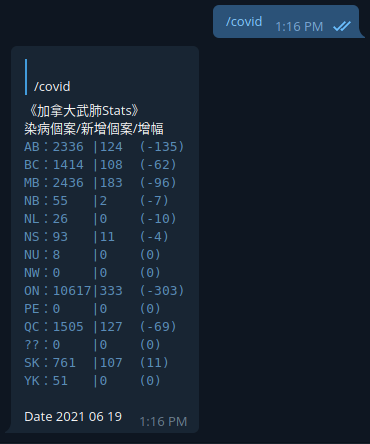 /covid
1:16 PM
/covid
《加拿大武肺Stats》
染病個案/新增個案/增幅
AB：2336 |124  (-135)
BC：1414 |108  (-62)
MB：2436 |183  (-96)
NB：55   |2    (-7)
NL：26   |0    (-10)
NS：93   |11   (-4)
NU：8    |0    (0)
NW：0    |0    (0)
ON：10617|333  (-303)
PE：0    |0    (0)
QC：1505 |127  (-69)
??：0    |0    (0)
SK：761  |107  (11)
YK：51   |0    (0)
Date 2021 06 19
1:16 PM